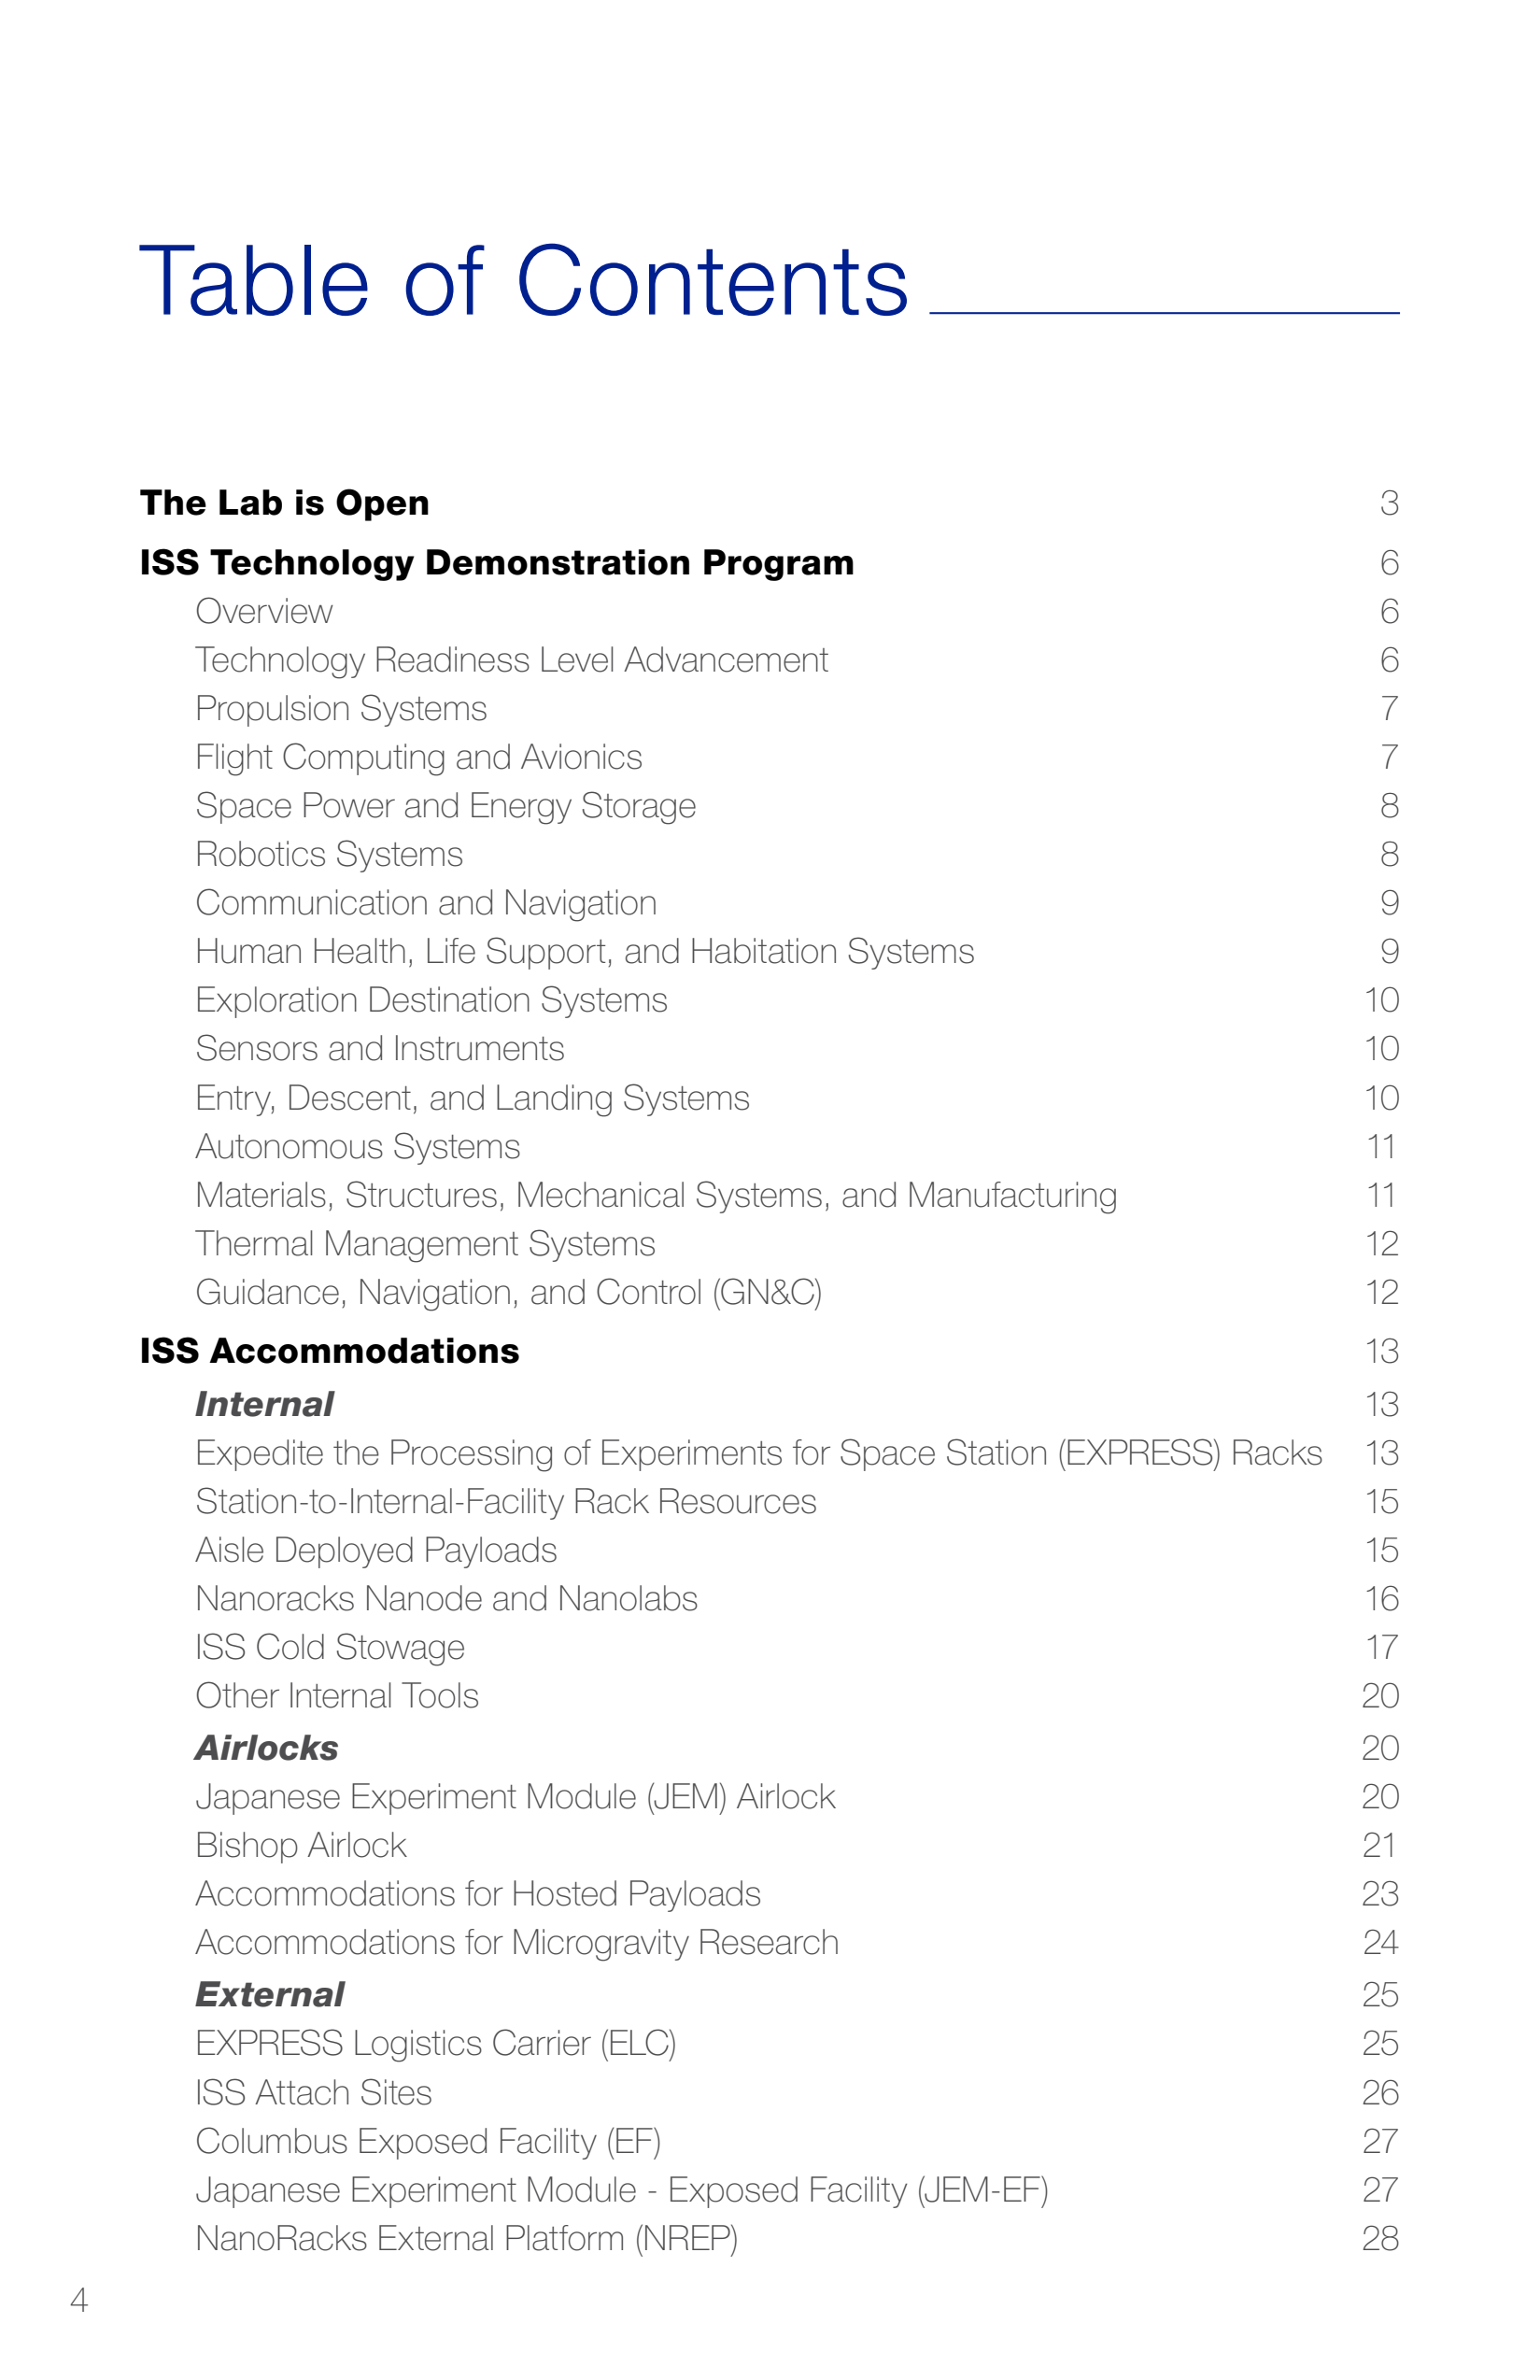 Table of Contents
The Lab is Open 3
ISS Technology Demonstration Program 6
Overview 6
Technology Readiness Level Advancement 6
Propulsion Systems 7
Flight Computing and Avionics 7
Space Power and Energy Storage 8
Robotics Systems 8
Communication and Navigation 9
Human Health, Life Support, and Habitation Systems 9
Exploration Destination Systems 10
Sensors and Instruments 10
Entry, Descent, and Landing Systems 10
Autonomous Systems 11
Materials, Structures, Mechanical Systems, and Manufacturing 11
Thermal Management Systems 12
Guidance, Navigation, and Control (GN&C) 12
ISS Accommodations 13
Internal 13
Expedite the Processing of Experiments for Space Station (EXPRESS) Racks 13
Station-to-Internal-Facility Rack Resources 15
Aisle Deployed Payloads 15
Nanoracks Nanode and Nanolabs 16
ISS Cold Stowage 17
Other Internal Tools 20
Airlocks 20
Japanese Experiment Module (JEM) Airlock 20
Bishop Airlock 21
Accommodations for Hosted Payloads 23
Accommodations for Microgravity Research 24
External 25
EXPRESS Logistics Carrier (ELC) 25
ISS Attach Sites 26
Columbus Exposed Facility (EF) 27
Japanese Experiment Module - Exposed Facility (JEM-EF) 27
NanoRacks External Platform (NREP) 28
4